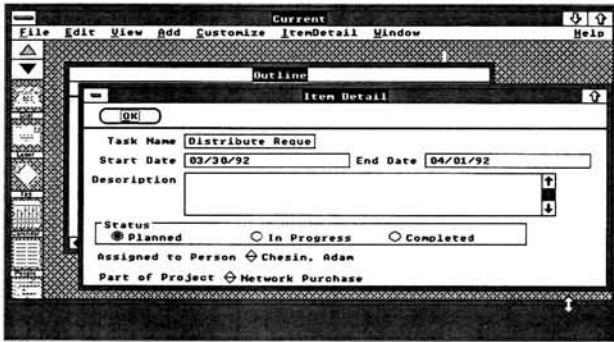 Current
File Edit View Add Customize ItemDetail Window Help
Outline
Item Detail
OK
Task Name Distribute Reque
Start Date 03/30/92 End Date 04/01/92
Description
Status
Planned In Progress Completed
Assigned to Person Chesin, Adam
Part of Project Network Purchase